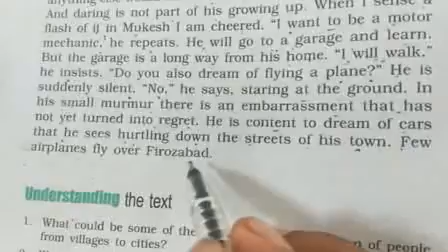 And daring is not part of his growing up. When I sense a
flash of it in Mukesh I am cheered. "I want to be a motor
mechanic,' he repeats. He will go to a garage and learn.
But the garage is a long way from his home. "I will walk,"
he insists. "Do you also dream of flying a plane?" He is
suddenly silent. "No," he says, staring at the ground. In
his small murmur there is an embarrassment that has
not yet turned into regret. He is content to dream of cars
that he sees hurtling down the streets of his town. Few
airplanes fly over Firozabad.
Understanding the text
1. What could be some of the n of people
from villages to cities?